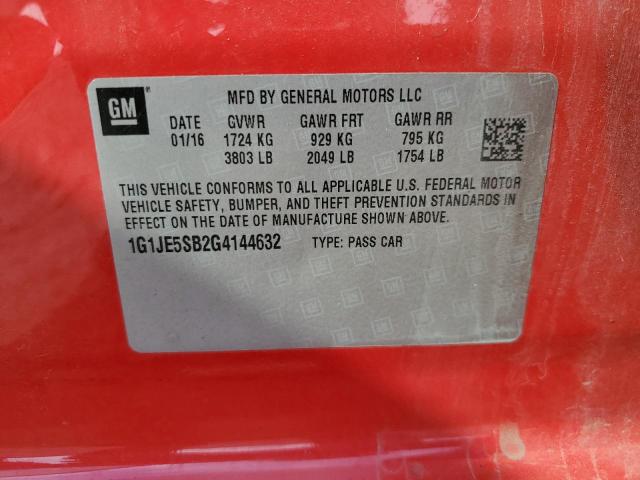 GM
MFD BY GENERAL MOTORS LLC
DATE GVWR GAWR FRT GAWR RR
01/16 1724 KG 929 KG 795 KG
3803 LB 2049 LB 1754 LB
THIS VEHICLE CONFORMS TO ALL APPLICABLE U.S. FEDERAL MOTOR
VEHICLE SAFETY, BUMPER, AND THEFT PREVENTION STANDARDS IN
EFFECT ON THE DATE OF MANUFACTURE SHOWN ABOVE.
1G1JE5SB2G4144632 TYPE: PASS CAR